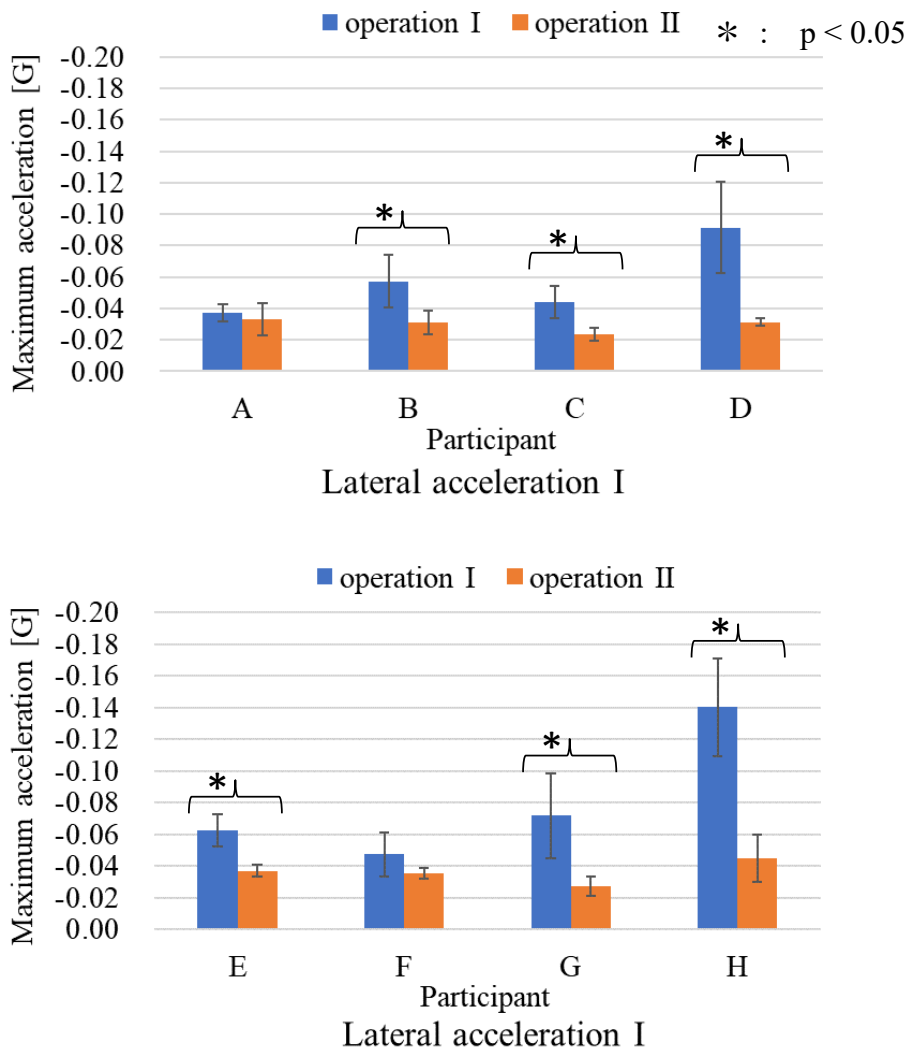 operation Ⅰ operation Ⅱ
* : p < 0.05
Maximum acceleration [G]
-0.20
-0.18
-0.16
-0.14
-0.12
-0.10
-0.08
-0.06
-0.04
-0.02
0.00
*
*
*
A B C D
Participant
Lateral acceleration Ⅰ
operation Ⅰ operation Ⅱ
Maximum acceleration [G]
-0.20
-0.18
-0.16
-0.14
-0.12
-0.10
-0.08
-0.06
-0.04
-0.02
0.00
*
*
*
E F G H
Participant
Lateral acceleration Ⅰ